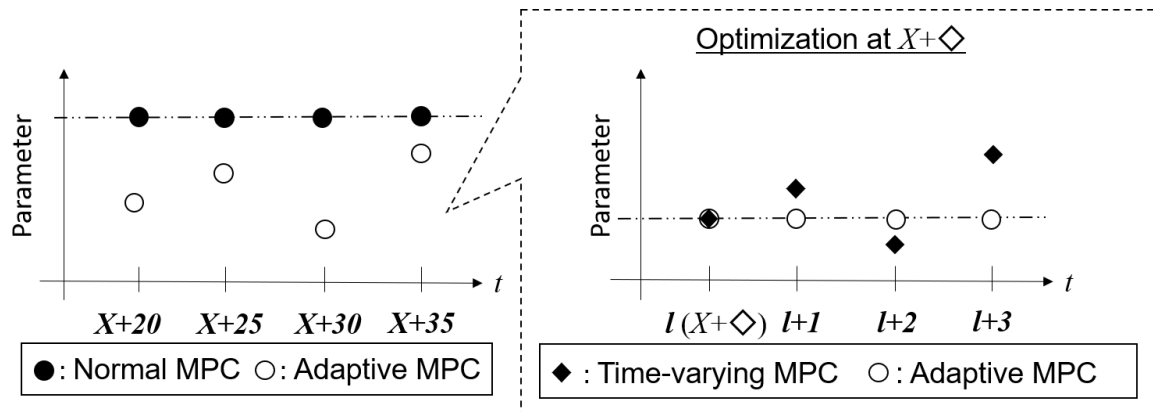 Optimization at X+◇
Parameter
t
X+20 X+25 X+30 X+35
●: Normal MPC ○: Adaptive MPC
Parameter
t
l (X+◇) l+1 l+2 l+3
◆: Time-varying MPC ○: Adaptive MPC